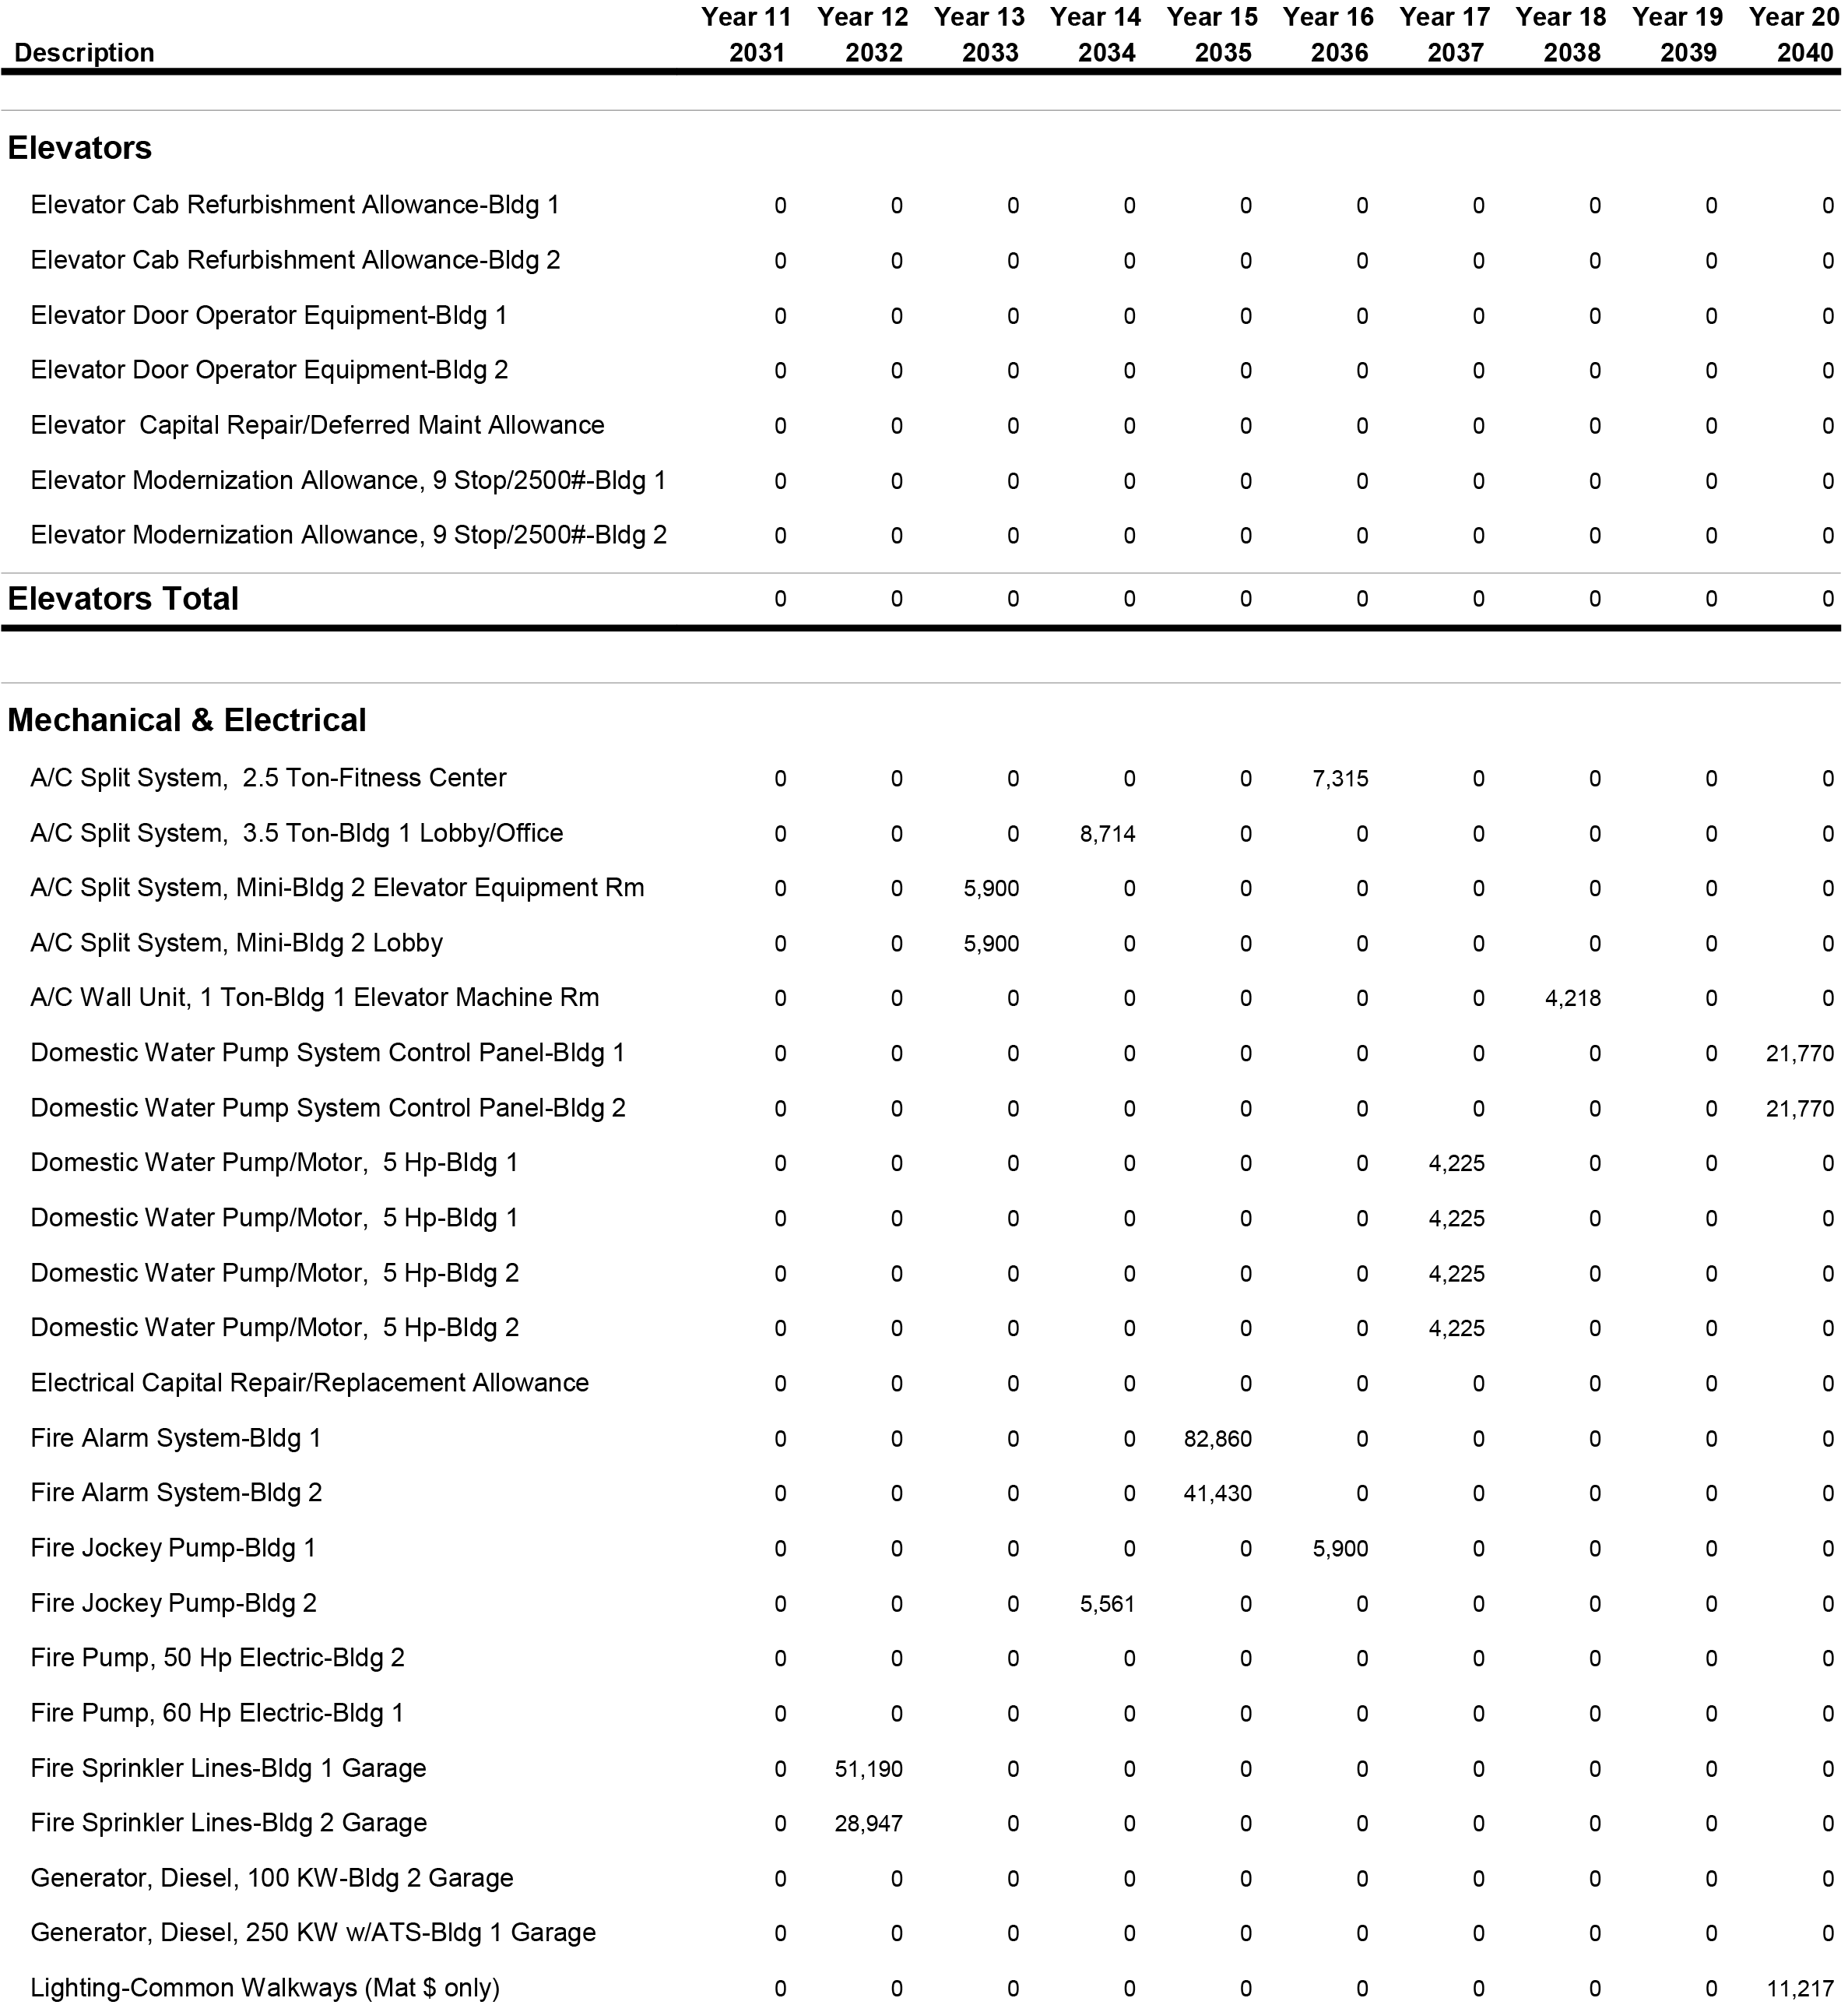 Year 11 Year 12 Year 13 Year 14 Year 15 Year 16 Year 17 Year 18 Year 19 Year 20
Description 2031 2032 2033 2034 2035 2036 2037 2038 2039 2040
Elevators
Elevator Cab Refurbishment Allowance-Bldg 1 0 0 0 0 0 0 0 0 0 0
Elevator Cab Refurbishment Allowance-Bldg 2 0 0 0 0 0 0 0 0 0 0
Elevator Door Operator Equipment-Bldg 1 0 0 0 0 0 0 0 0 0 0
Elevator Door Operator Equipment-Bldg 2 0 0 0 0 0 0 0 0 0 0
Elevator  Capital Repair/Deferred Maint Allowance 0 0 0 0 0 0 0 0 0 0
Elevator Modernization Allowance, 9 Stop/2500#-Bldg 1 0 0 0 0 0 0 0 0 0 0
Elevator Modernization Allowance, 9 Stop/2500#-Bldg 2 0 0 0 0 0 0 0 0 0 0
Elevators Total 0 0 0 0 0 0 0 0 0 0
Mechanical & Electrical
A/C Split System,  2.5 Ton-Fitness Center 0 0 0 0 0 7,315 0 0 0 0
A/C Split System,  3.5 Ton-Bldg 1 Lobby/Office 0 0 0 8,714 0 0 0 0 0 0
A/C Split System, Mini-Bldg 2 Elevator Equipment Rm 0 0 5,900 0 0 0 0 0 0 0
A/C Split System, Mini-Bldg 2 Lobby 0 0 5,900 0 0 0 0 0 0 0
A/C Wall Unit, 1 Ton-Bldg 1 Elevator Machine Rm 0 0 0 0 0 0 0 4,218 0 0
Domestic Water Pump System Control Panel-Bldg 1 0 0 0 0 0 0 0 0 0 21,770
Domestic Water Pump System Control Panel-Bldg 2 0 0 0 0 0 0 0 0 0 21,770
Domestic Water Pump/Motor,  5 Hp-Bldg 1 0 0 0 0 0 0 4,225 0 0 0
Domestic Water Pump/Motor,  5 Hp-Bldg 1 0 0 0 0 0 0 4,225 0 0 0
Domestic Water Pump/Motor,  5 Hp-Bldg 2 0 0 0 0 0 0 4,225 0 0 0
Domestic Water Pump/Motor,  5 Hp-Bldg 2 0 0 0 0 0 0 4,225 0 0 0
Electrical Capital Repair/Replacement Allowance 0 0 0 0 0 0 0 0 0 0
Fire Alarm System-Bldg 1 0 0 0 0 82,860 0 0 0 0 0
Fire Alarm System-Bldg 2 0 0 0 0 41,430 0 0 0 0 0
Fire Jockey Pump-Bldg 1 0 0 0 0 0 5,900 0 0 0 0
Fire Jockey Pump-Bldg 2 0 0 0 5,561 0 0 0 0 0 0
Fire Pump, 50 Hp Electric-Bldg 2 0 0 0 0 0 0 0 0 0 0
Fire Pump, 60 Hp Electric-Bldg 1 0 0 0 0 0 0 0 0 0 0
Fire Sprinkler Lines-Bldg 1 Garage 0 51,190 0 0 0 0 0 0 0 0
Fire Sprinkler Lines-Bldg 2 Garage 0 28,947 0 0 0 0 0 0 0 0
Generator, Diesel, 100 KW-Bldg 2 Garage 0 0 0 0 0 0 0 0 0 0
Generator, Diesel, 250 KW w/ATS-Bldg 1 Garage 0 0 0 0 0 0 0 0 0 0
Lighting-Common Walkways (Mat $ only) 0 0 0 0 0 0 0 0 0 11,217